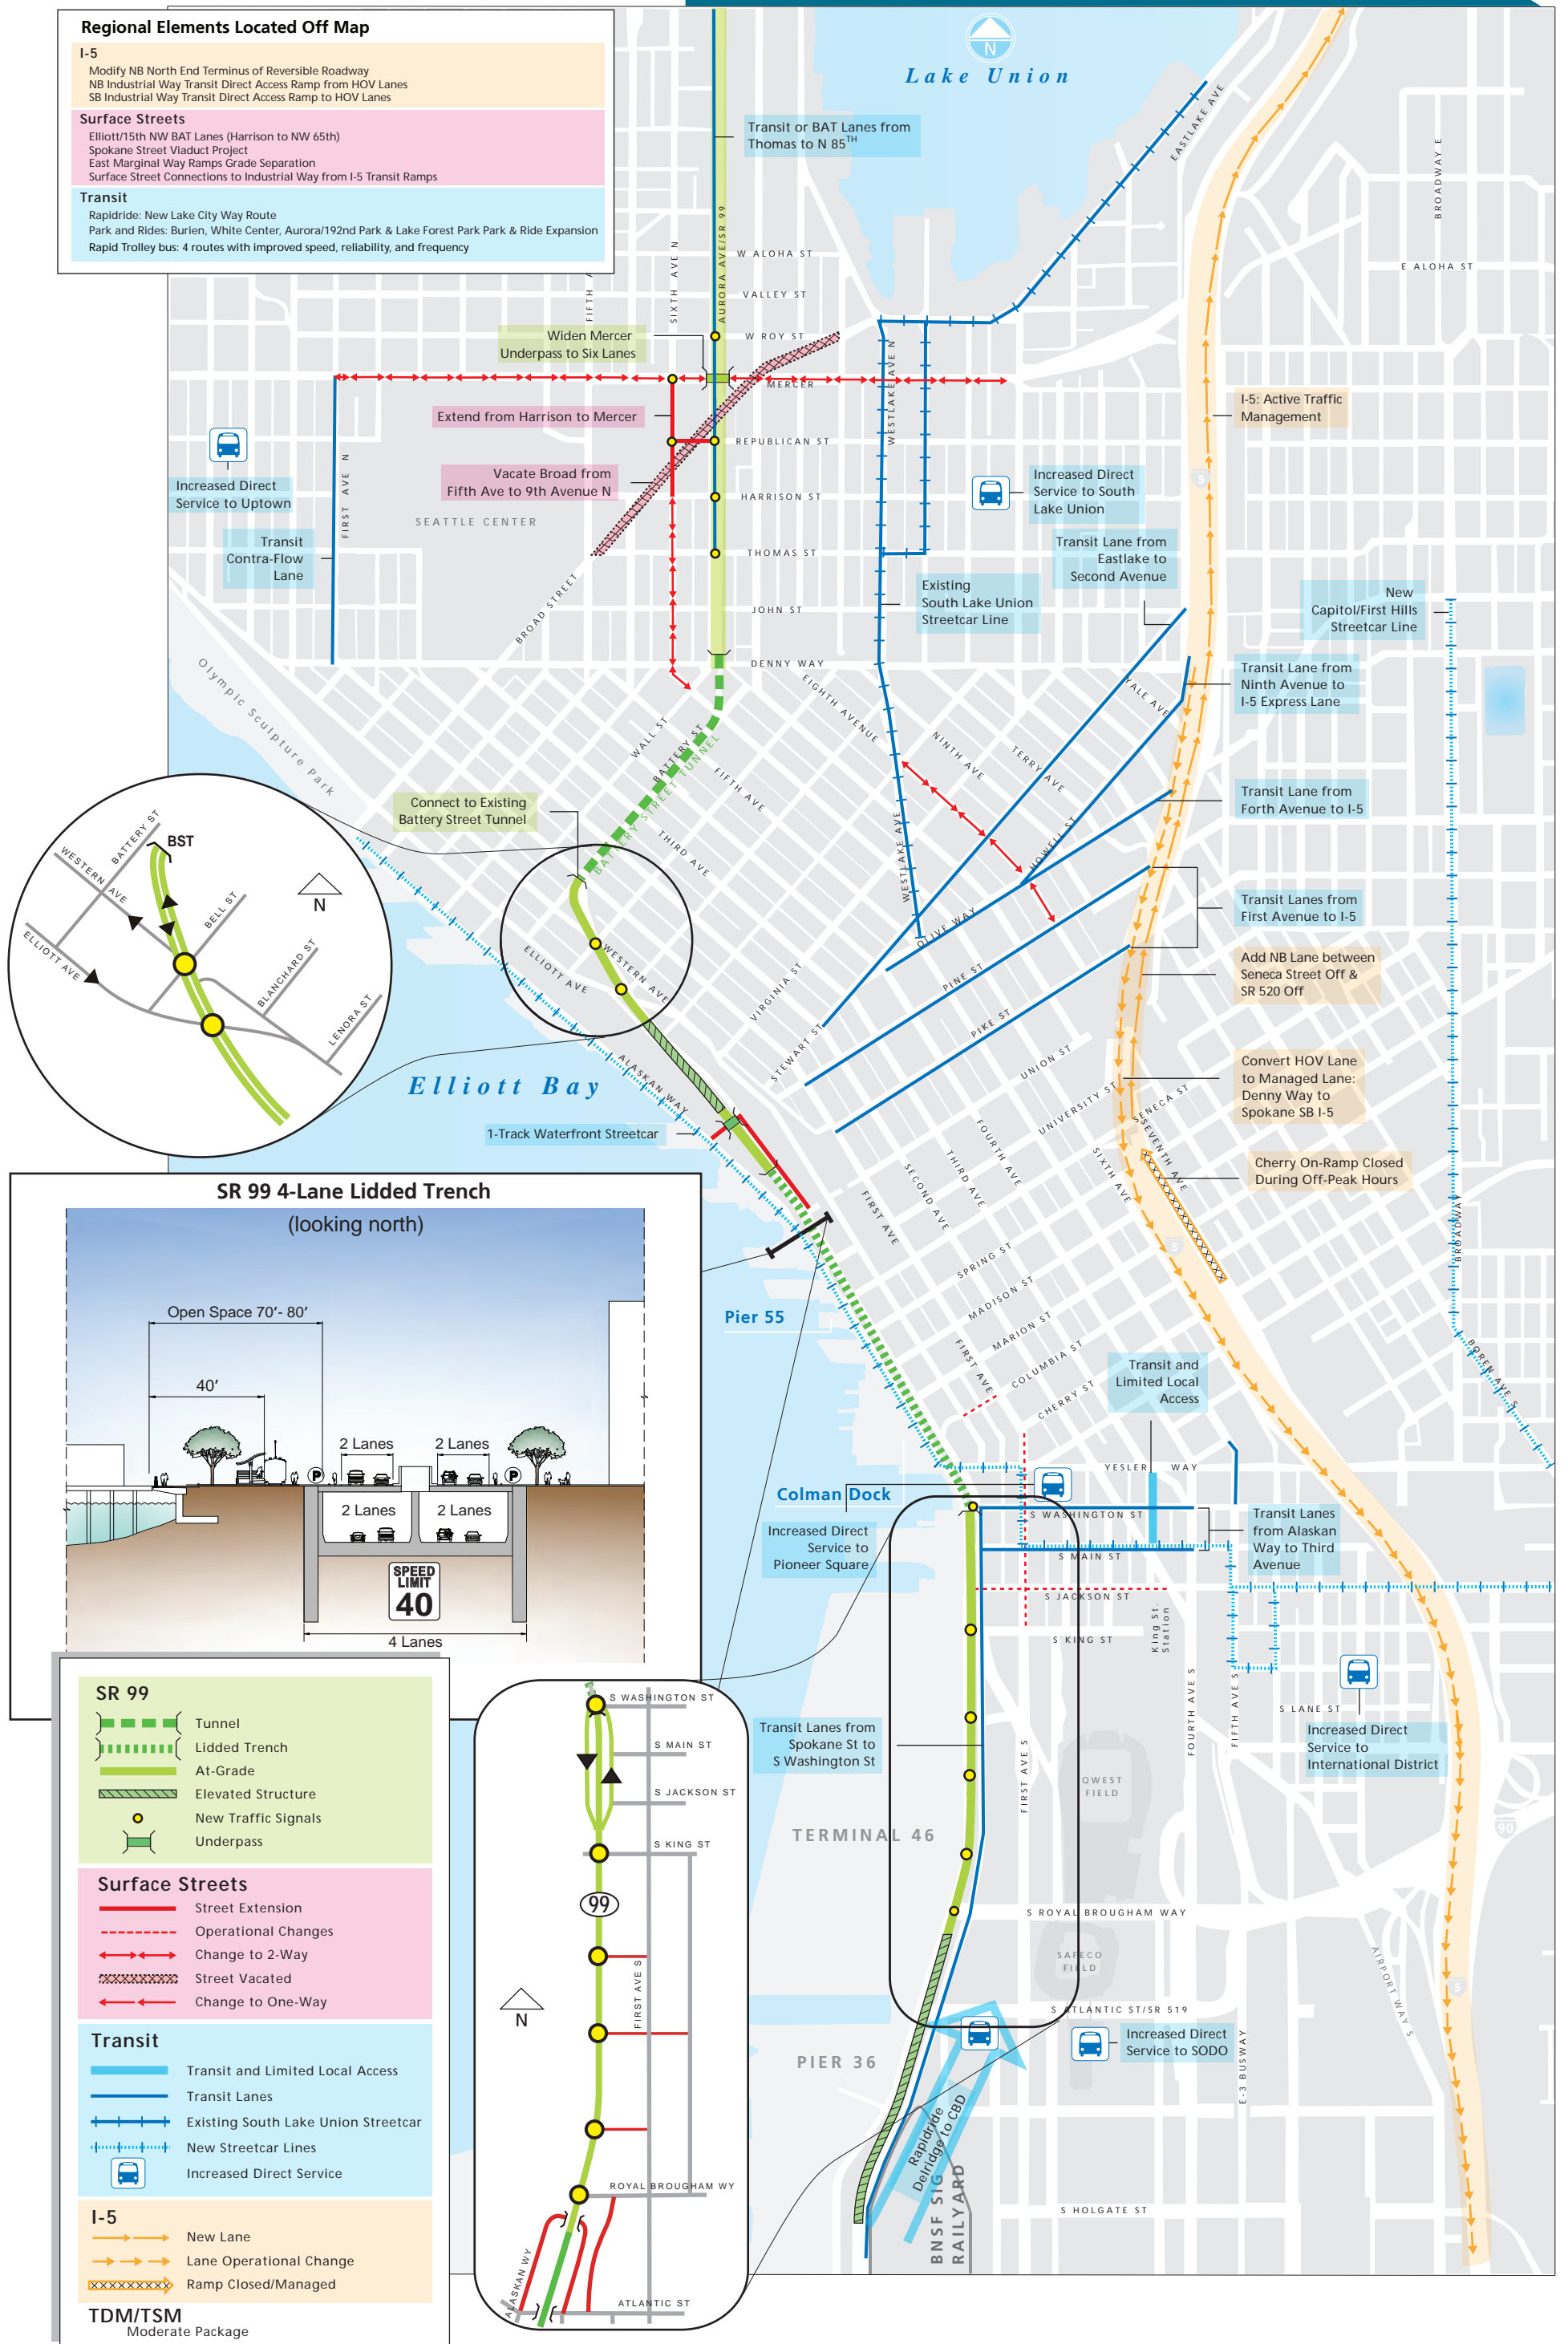 Regional Elements Located Off Map
I-5
Modify NB North End Terminus of Reversible Roadway
NB Industrial Way Transit Direct Access Ramp from HOV Lanes
SB Industrial Way Transit Direct Access Ramp to HOV Lanes
Surface Streets
Elliott/15th NW BAT Lanes (Harrison to NW 65th)
Spokane Street Viaduct Project
East Marginal Way Ramps Grade Separation
Surface Street Connections to Industrial Way from I-5 Transit Ramps
Transit
Rapidride: New Lake City Way Route
Park and Rides: Burien, White Center, Aurora/192nd Park & Lake Forest Park Park & Ride Expansion
Rapid Trolley bus: 4 routes with improved speed, reliability, and frequency
N
Lake Union
Transit or BAT Lanes from
Thomas to N 85TH
EASTLAKE AVE
BROADWAY E
E ALOHA ST
FIFTH A
SIXTH AVE N
AURORA AVE/SR 99
W ALOHA ST
VALLEY ST
W ROY ST
Widen Mercer
Underpass to Six Lanes
MERCER
WESTLAKE AVE N
Extend from Harrison to Mercer
REPUBLICAN ST
I-5: Active Traffic
Management
5
Increased Direct
Service to Uptown
FIRST AVE N
Vacate Broad from
Fifth Ave to 9th Avenue N
HARRISON ST
Increased Direct
Service to South
Lake Union
SEATTLE CENTER
Transit
Contra-Flow
Lane
THOMAS ST
Transit Lane from
Eastlake to
Second Avenue
BROAD STREET
JOHN ST
Existing
South Lake Union
Streetcar Line
New
Capitol/First Hills
Streetcar Line
DENNY WAY
Olympic Sculpture Park
EIGHTH AVENUE
YALE AVE
Transit Lane from
Ninth Avenue to
I-5 Express Lane
WALL ST
BATTERY ST
BATTERY STREET TUNNEL
FIFTH AVE
NINTH AVE
TERRY AVE
Connect to Existing
Battery Street Tunnel
THIRD AVE
WESTLAKE AVE
HOWELL ST
Transit Lane from
Forth Avenue to I-5
BATTERY ST
BST
WESTERN AVE
BELL ST
N
ELLIOTT AVE
BLANCHARD ST
LENORA ST
ELLIOTT AVE
WESTERN AVE
VIRGINIA ST
OLIVE WAY
Transit Lanes from
First Avenue to I-5
PINE ST
Add NB Lane between
Seneca Street Off &
SR 520 Off
STEWART ST
PIKE ST
Elliott Bay
ALASKAN WAY
UNION ST
UNIVERSITY ST
SENECA ST
Convert HOV Lane
to Managed Lane:
Denny Way to
Spokane SB I-5
1-Track Waterfront Streetcar
FOURTH AVE
THIRD AVE
SECOND AVE
FIRST AVE
SIXTH AVE
SEVENTH AVE
Cherry On-Ramp Closed
During Off-Peak Hours
BROADWAY
5
SPRING ST
MADISON ST
MARION ST
COLUMBIA ST
CHERRY ST
FIRST AVE
Pier 55
BOREN AVE S
Transit and
Limited Local
Access
SR 99 4-Lane Lidded Trench
(looking north)
Open Space 70′- 80′
40′
2 Lanes
2 Lanes
P
P
2 Lanes
2 Lanes
SPEED
LIMIT
40
4 Lanes
YESLER WAY
Colman Dock
Increased Direct
Service to
Pioneer Square
S WASHINGTON ST
S MAIN ST
Transit Lanes
from Alaskan
Way to Third
Avenue
S JACKSON ST
S KING ST
King St.
Station
FOURTH AVE S
FIFTH AVE S
S LANE ST
Increased Direct
Service to
International District
Transit Lanes from
Spokane St to
S Washington St
FIRST AVE S
QWEST
FIELD
TERMINAL 46
90
S ROYAL BROUGHAM WAY
SAFECO
FIELD
AIRPORT WAY S
5
S ATLANTIC ST/SR 519
Increased Direct
Service to SODO
PIER 36
E-3 BUSWAY
Rapidride
Delridge to CBD
BNSF SIG
RAILYARD
S HOLGATE ST
S WASHINGTON ST
S MAIN ST
S JACKSON ST
S KING ST
99
FIRST AVE S
N
ROYAL BROUGHAM WY
ALASKAN WY
ATLANTIC ST
SR 99
Tunnel
Lidded Trench
At-Grade
Elevated Structure
New Traffic Signals
Underpass
Surface Streets
Street Extension
Operational Changes
Change to 2-Way
Street Vacated
Change to One-Way
Transit
Transit and Limited Local Access
Transit Lanes
Existing South Lake Union Streetcar
New Streetcar Lines
Increased Direct Service
I-5
New Lane
Lane Operational Change
Ramp Closed/Managed
TDM/TSM
Moderate Package